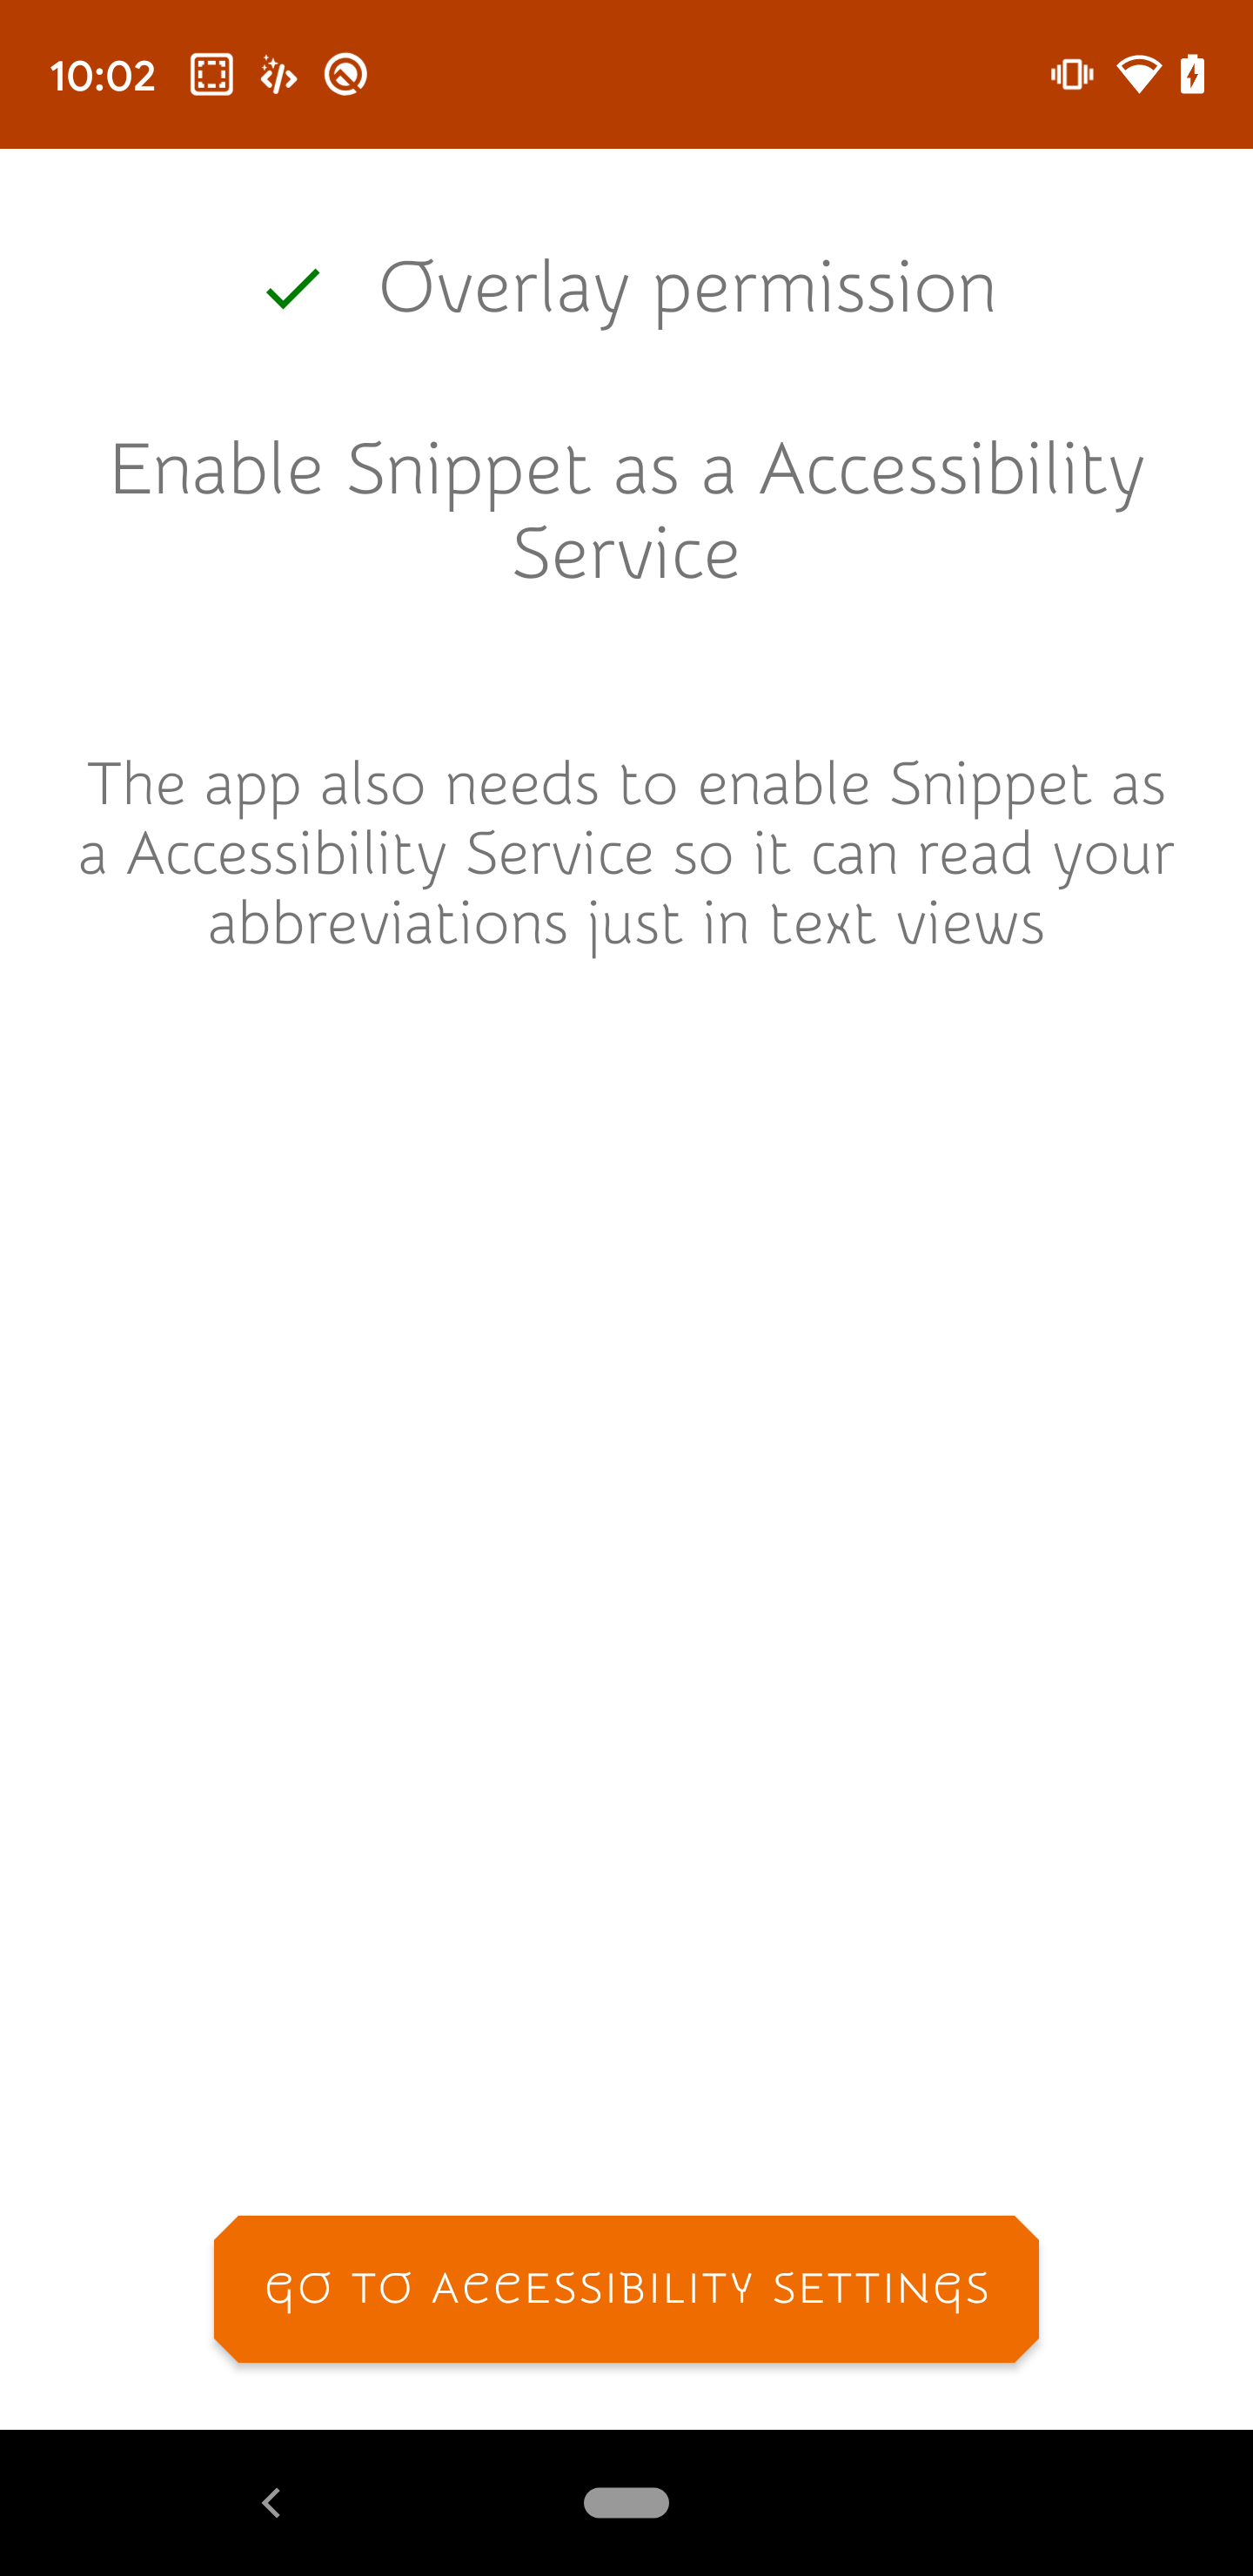 10:02
Overlay permission
Enable Snippet as a Accessibility
Service
The app also needs to enable Snippet as
a Accessibility Service so it can read your
abbreviations just in text views
GO TO ACCESSIBILITY SETTINGS